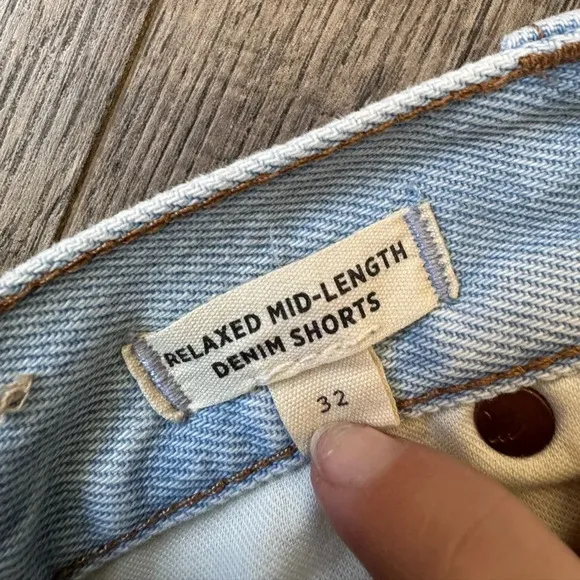 RELAXED MID-LENGTH
DENIM SHORTS
32